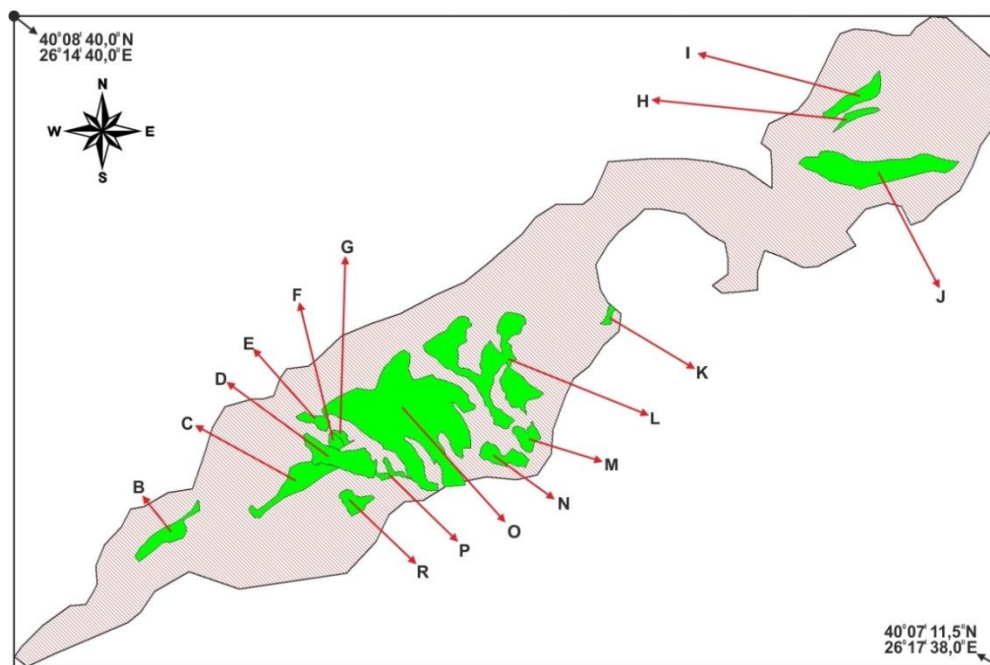 40° 08' 40,0" N
26° 14' 40,0" E
N
W E
S
I
H
G
F
E
J
D
K
C
L
B
M
N
O
P
R
40° 07' 11,5" N
26° 17' 38,0" E